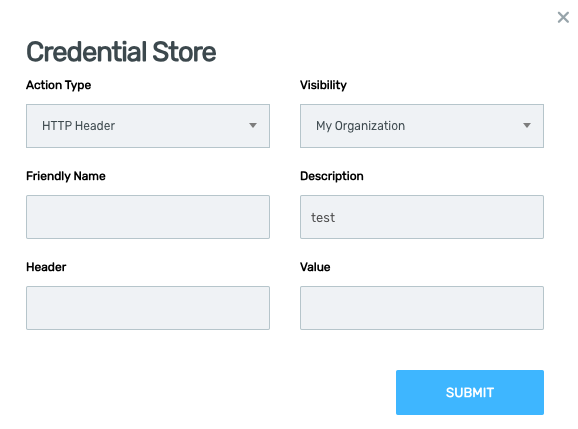 Credential Store
Action Type
Visibility
HTTP Header
My Organization
Friendly Name
Description
test
Header
Value
SUBMIT